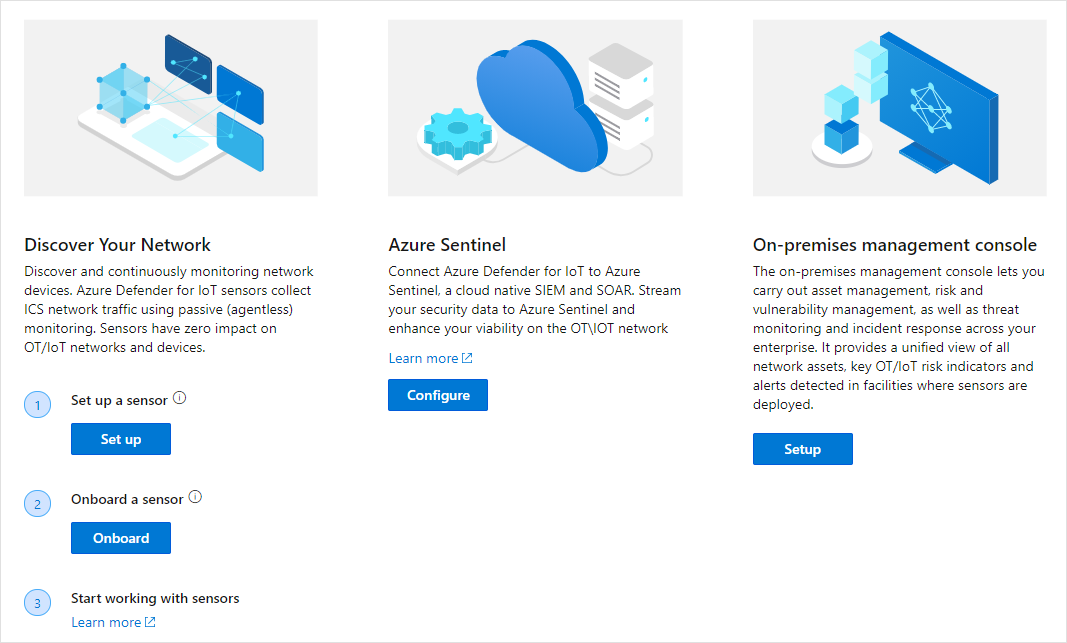 Discover Your Network
Discover and continuously monitoring network
devices. Azure Defender for IoT sensors collect
ICS network traffic using passive (agentless)
monitoring. Sensors have zero impact on
OT/IoT networks and devices.
1
Set up a sensor
Set up
2
Onboard a sensor
Onboard
3
Start working with sensors
Learn more
Azure Sentinel
Connect Azure Defender for IoT to Azure
Sentinel, a cloud native SIEM and SOAR. Stream
your security data to Azure Sentinel and
enhance your viability on the OT\IOT network
Learn more
Configure
On-premises management console
The on-premises management console lets you
carry out asset management, risk and
vulnerability management, as well as threat
monitoring and incident response across your
enterprise. It provides a unified view of all
network assets, key OT/IoT risk indicators and
alerts detected in facilities where sensors are
deployed.
Setup